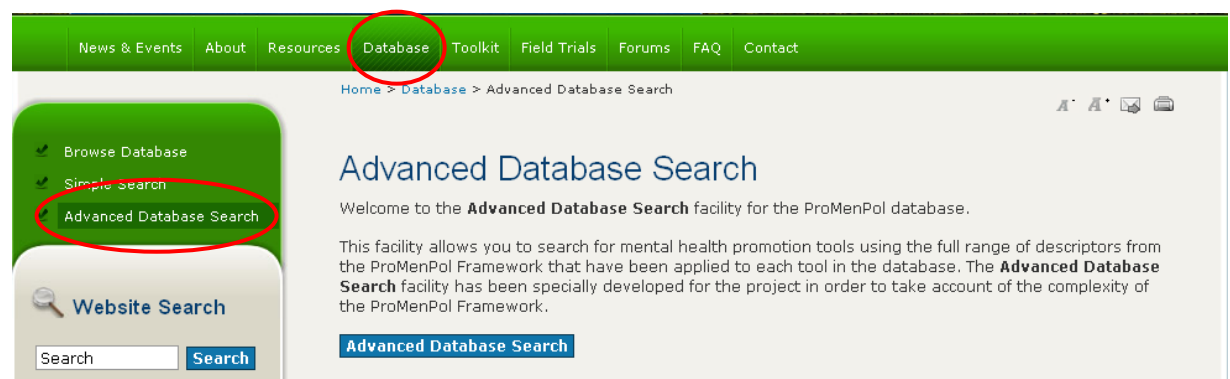 News & Events About Resources Database Toolkit Field Trials Forums FAQ Contact
Home > Database > Advanced Database Search
A- A+
Browse Database
Simple Search
Advanced Database Search
Website Search
Search Search
Advanced Database Search
Welcome to the Advanced Database Search facility for the ProMenPol database.
This facility allows you to search for mental health promotion tools using the full range of descriptors from
the ProMenPol Framework that have been applied to each tool in the database. The Advanced Database
Search facility has been specially developed for the project in order to take account of the complexity of
the ProMenPol Framework.
Advanced Database Search